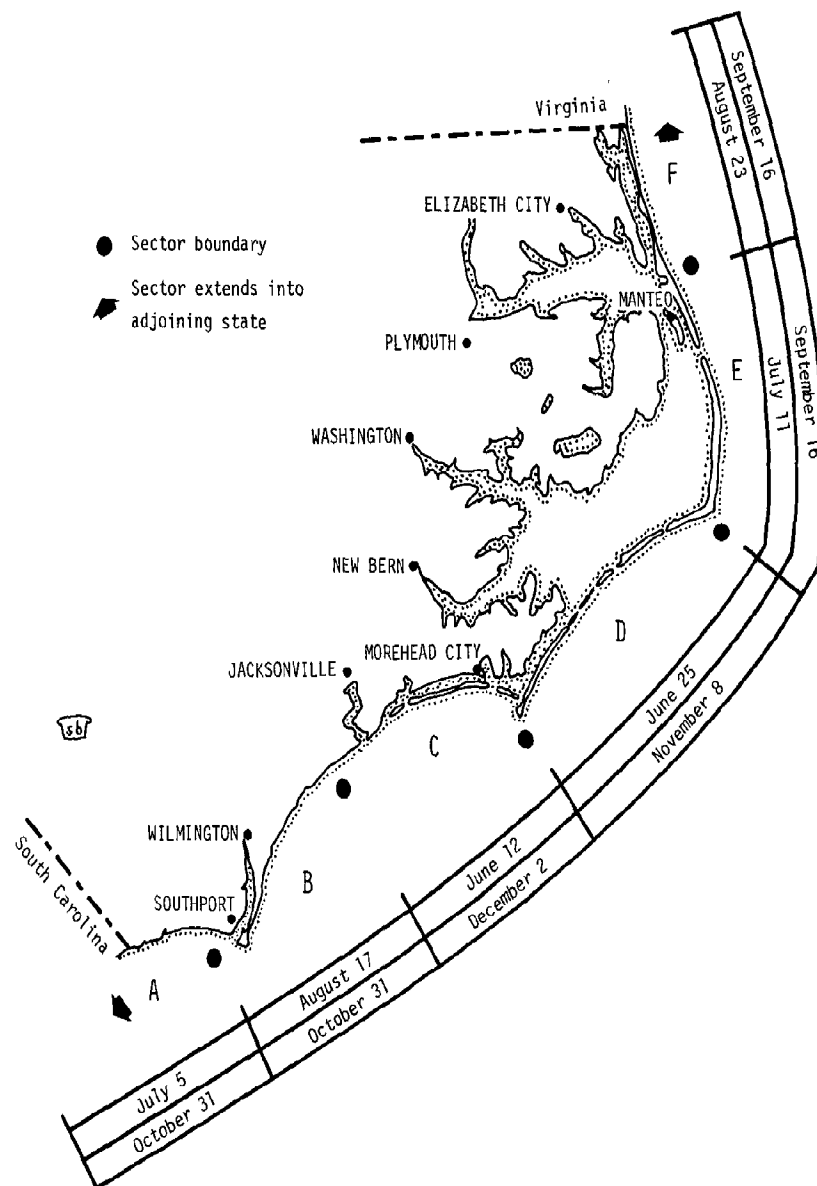 Virginia
September 16
August 23
F
ELIZABETH CITY
Sector boundary
Sector extends into
adjoining state
MANTEO
PLYMOUTH
E
September 16
July 11
WASHINGTON
NEW BERN
D
MOREHEAD CITY
JACKSONVILLE
June 25
November 8
sb
C
South Carolina
WILMINGTON
June 12
December 2
B
SOUTHPORT
A
August 17
October 31
July 5
October 31